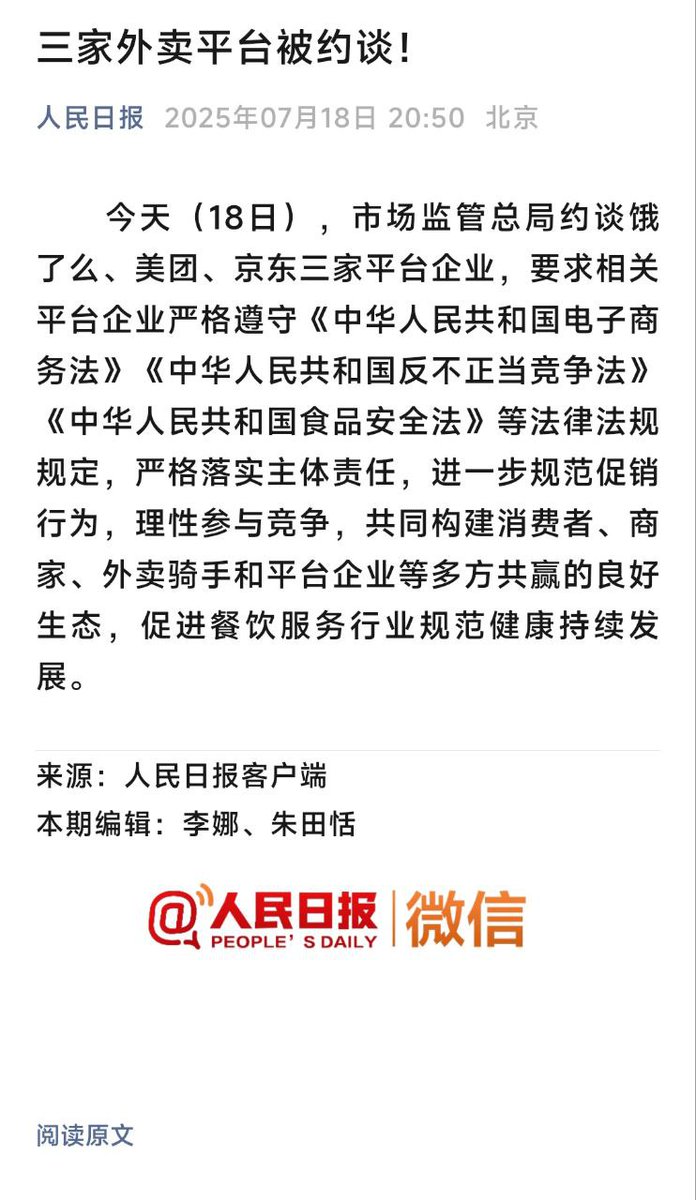 三家外卖平台被约谈！
人民日报 2025年07月18日 20:50 北京
今天（18日），市场监管总局约谈饿
了么、美团、京东三家平台企业，要求相关
平台企业严格遵守《中华人民共和国电子商
务法》《中华人民共和国反不正当竞争法》
《中华人民共和国食品安全法》等法律法规
规定，严格落实主体责任，进一步规范促销
行为，理性参与竞争，共同构建消费者、商
家、外卖骑手和平台企业等多方共赢的良好
生态，促进餐饮服务行业规范健康持续发
展。
来源：人民日报客户端
本期编辑：李娜、朱田恬
@人民日报 PEOPLE'S DAILY | 微信
阅读原文